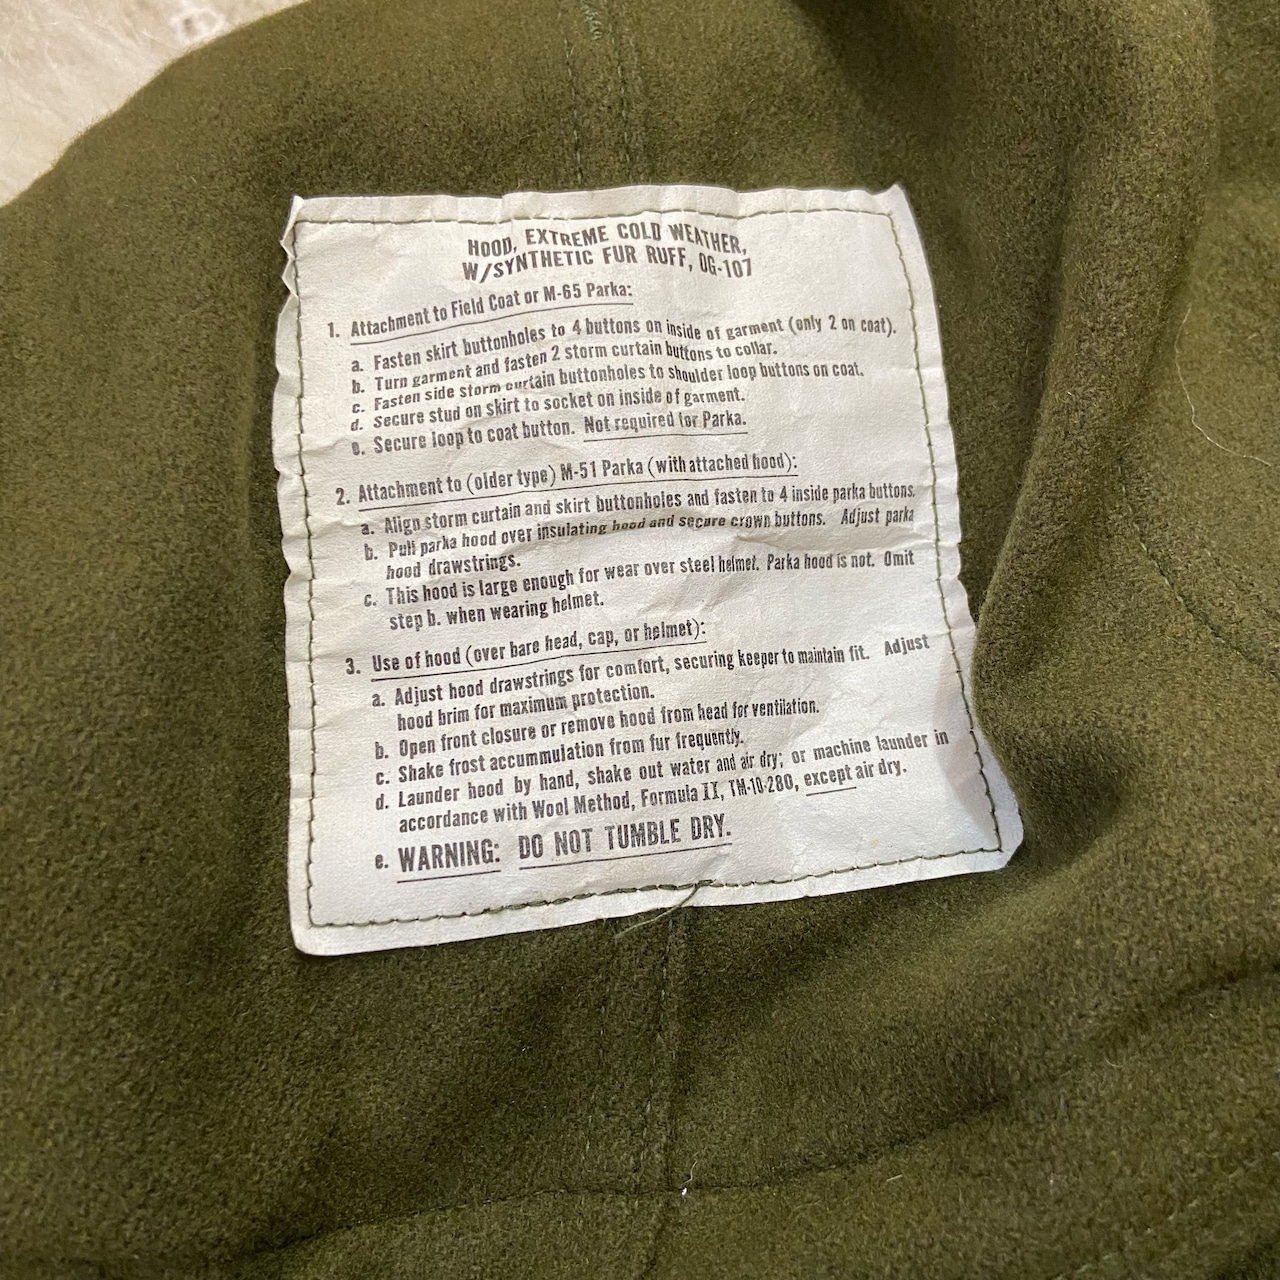 HOOD, EXTREME COLD WEATHER,
W/SYNTHETIC FUR RUFF, OG-107
1. Attachment to Field Coat or M-65 Parka:
a. Fasten skirt buttonholes to 4 buttons on inside of garment (only 2 on coat).
b. Turn garment and fasten 2 storm curtain buttons to collar.
c. Fasten side storm curtain buttonholes to shoulder loop buttons on coat.
d. Secure stud on skirt to socket on inside of garment.
e. Secure loop to coat button. Not required for Parka.
2. Attachment to (older type) M-51 Parka (with attached hood):
a. Align storm curtain and skirt buttonholes and fasten to 4 inside parka buttons.
b. Pull parka hood over insulating hood and secure crown buttons. Adjust parka
hood drawstrings.
c. This hood is large enough for wear over steel helmet. Parka hood is not. Omit
step b. when wearing helmet.
3. Use of hood (over bare head, cap, or helmet):
a. Adjust hood drawstrings for comfort, securing keeper to maintain fit. Adjust
hood brim for maximum protection.
b. Open front closure or remove hood from head for ventilation.
c. Shake frost accummulation from fur frequently.
d. Launder hood by hand, shake out water and air dry; or machine launder in
accordance with Wool Method, Formula II, TM-10-280, except air dry.
e. WARNING: DO NOT TUMBLE DRY.